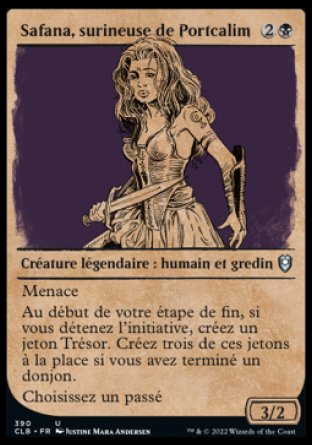 Safana, surineuse de Portcalim 2
Créature légendaire : humain et gredin
Menace
Au début de votre étape de fin, si
vous détenez l'initiative, créez un
jeton Trésor. Créez trois de ces jetons
à la place si vous avez terminé un
donjon.
Choisissez un passé
3/2
390 U
CLB • FR Justine Mara Andersen
™ & © 2022 Wizards of the Coast